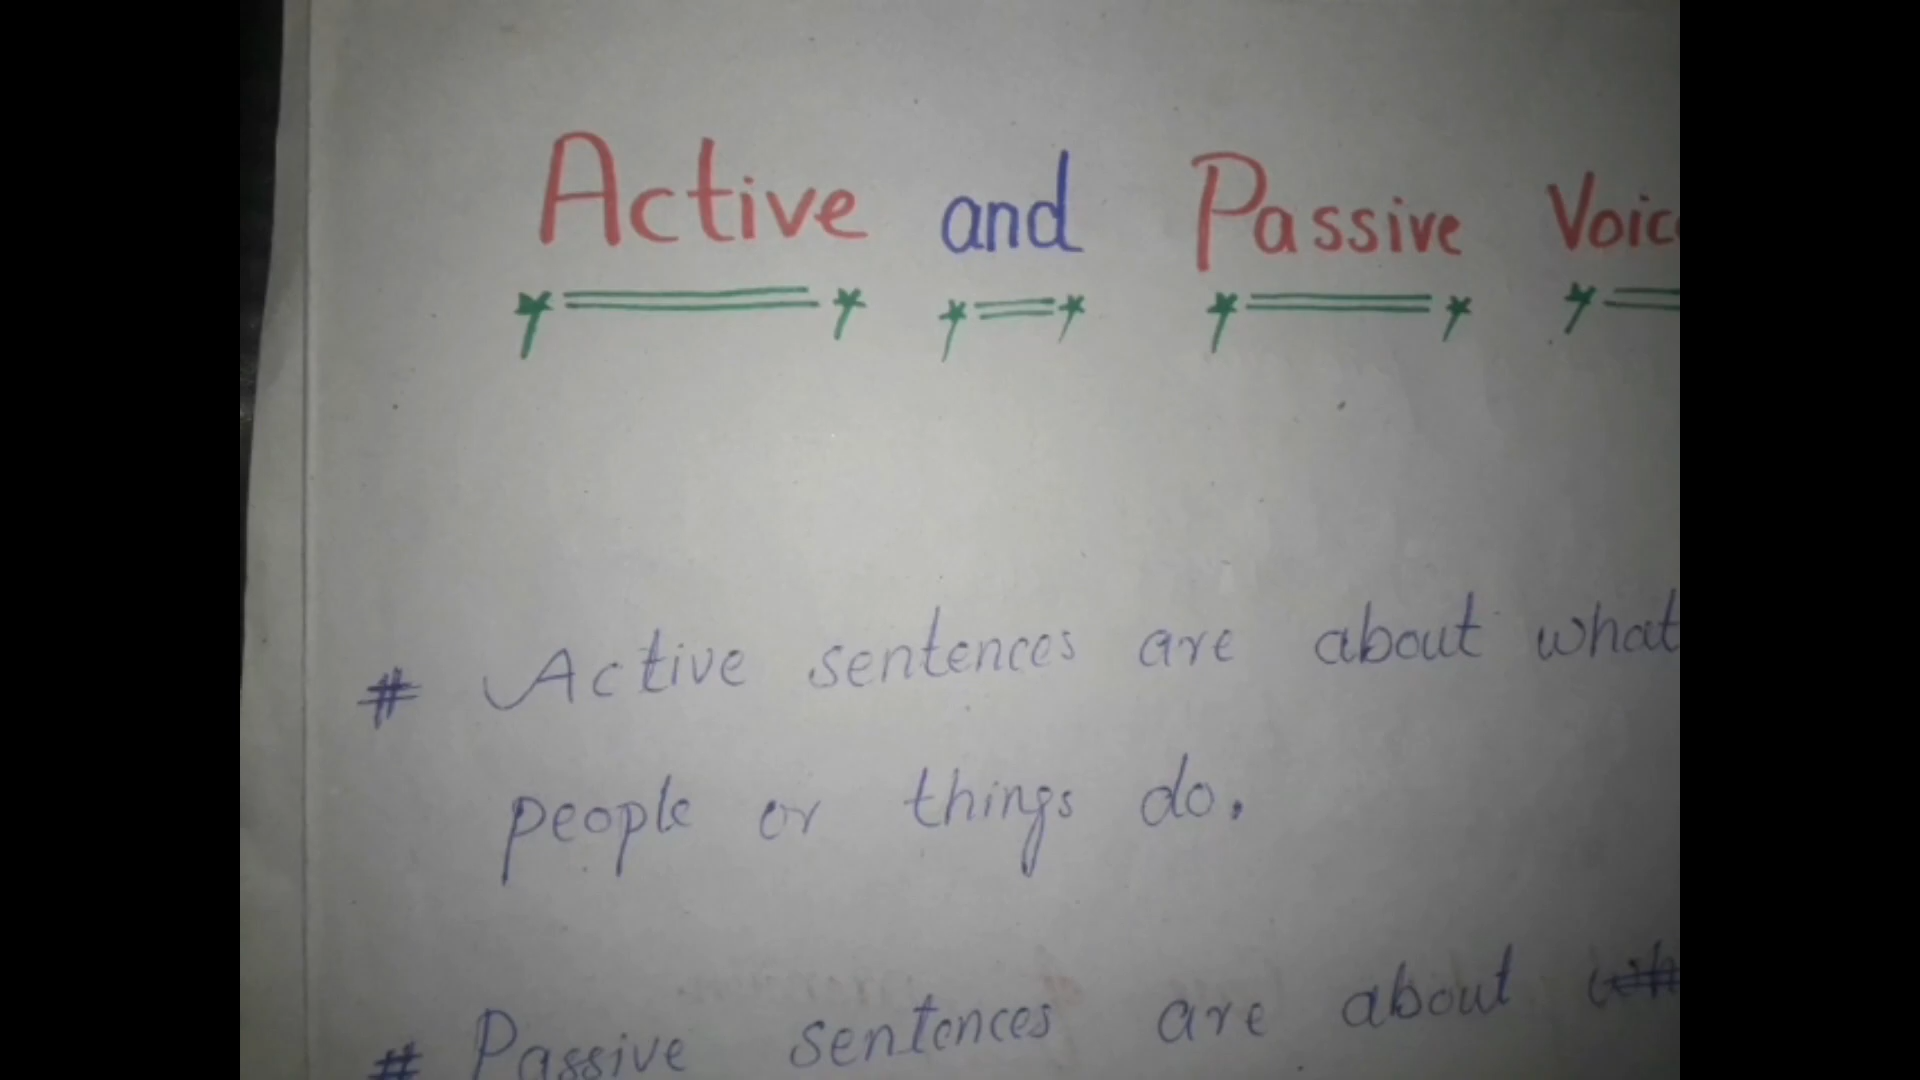 Active and Passive Voic
# Active sentences are about what
people or things do.
# Passive sentences are about